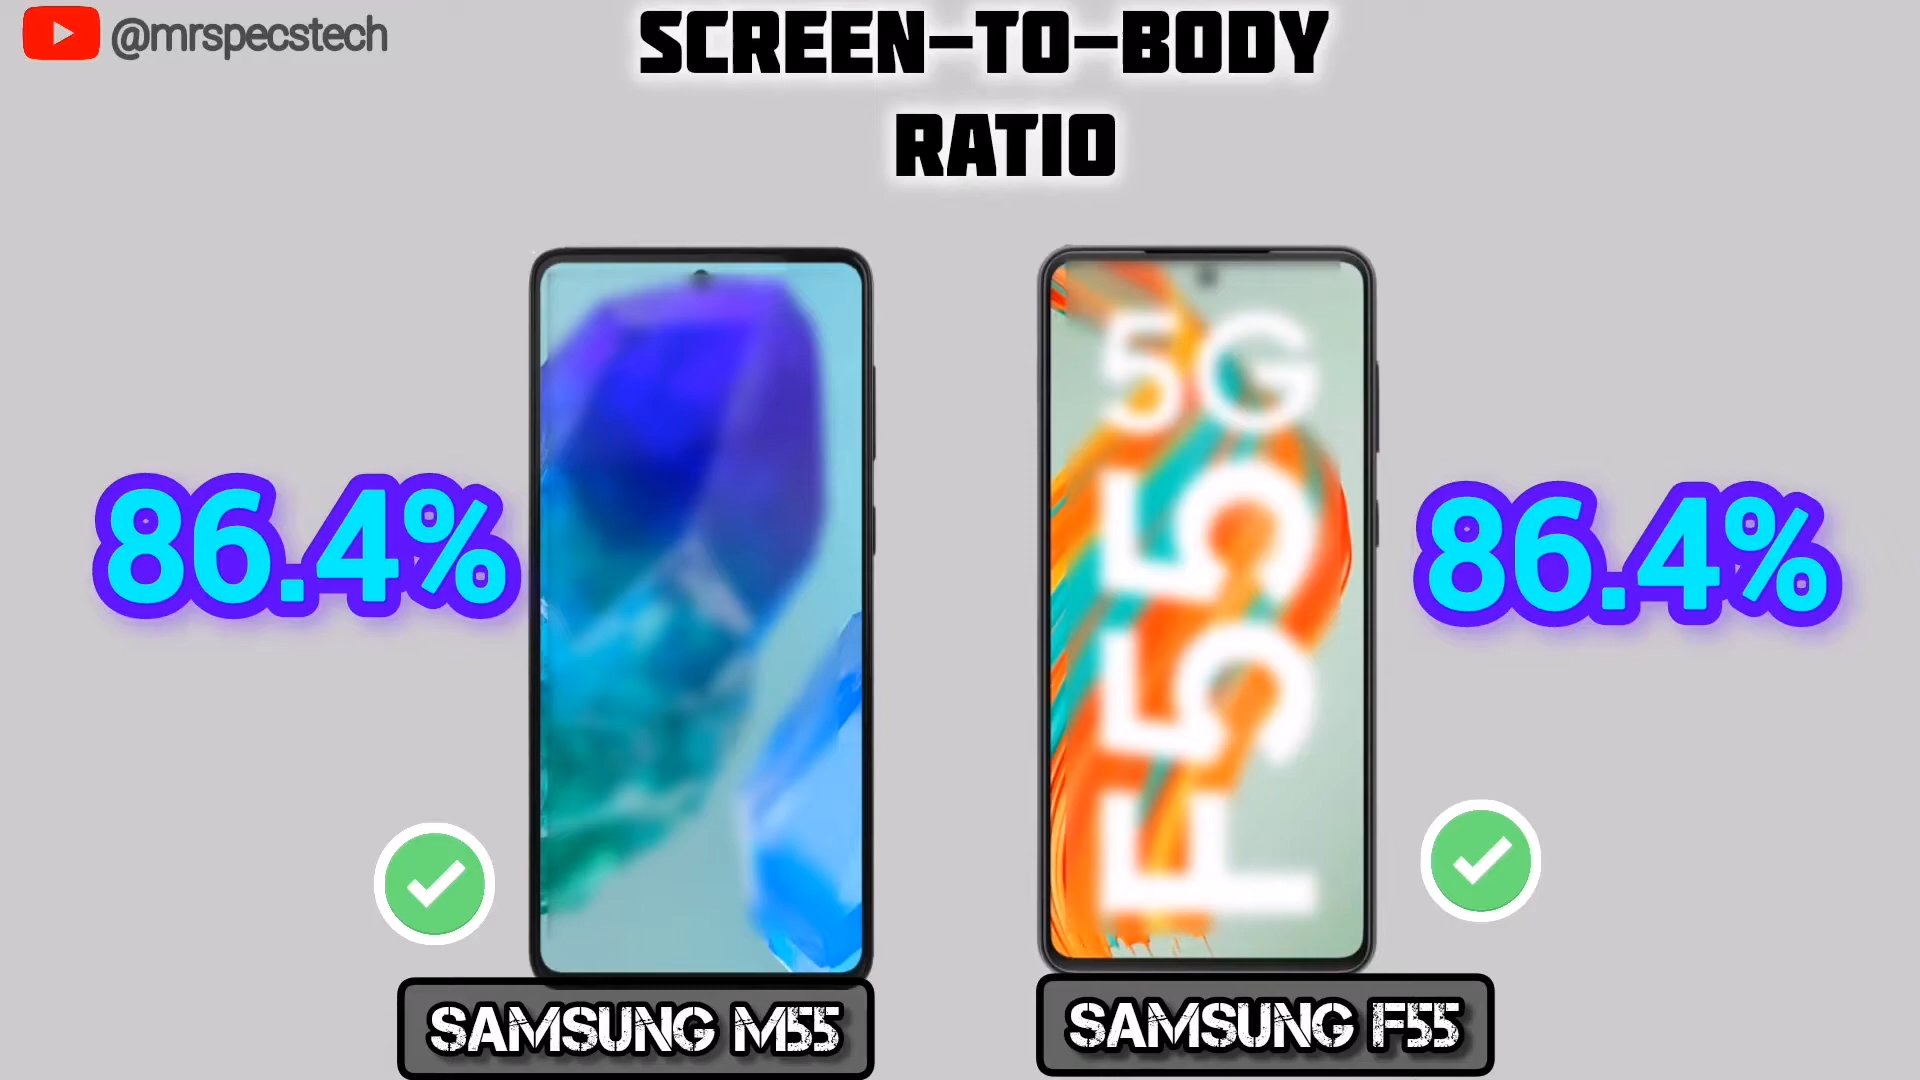 @mrspecstech
SCREEN-TO-BODY
RATIO
86.4%
F55 5G
86.4%
SAMSUNG M55
SAMSUNG F55